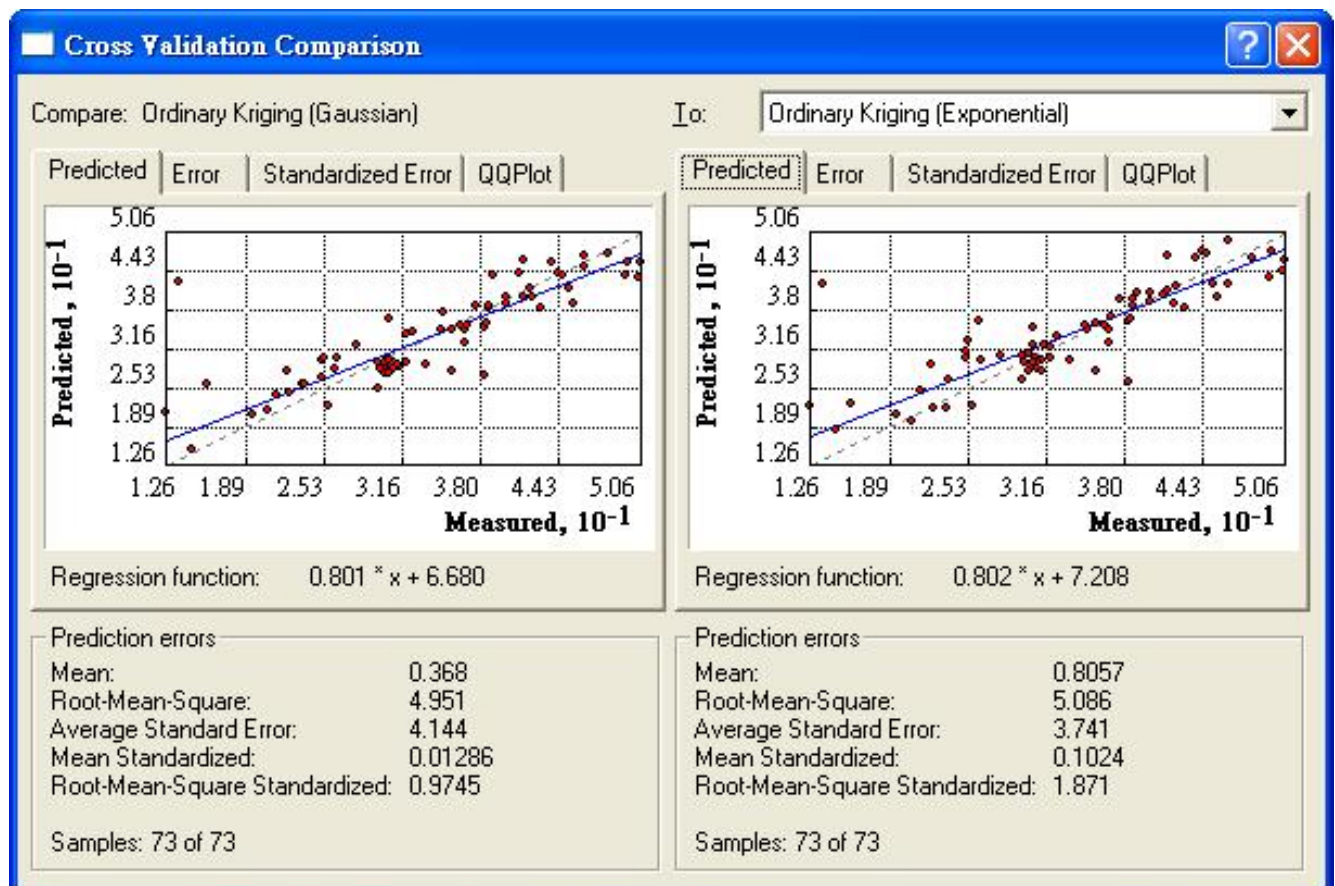 Cross Validation Comparison
Compare: Ordinary Kriging (Gaussian)
To: Ordinary Kriging (Exponential)
Predicted Error Standardized Error QQPlot
Predicted, 10-1
5.06
4.43
3.8
3.16
2.53
1.89
1.26
1.26 1.89 2.53 3.16 3.80 4.43 5.06
Measured, 10-1
Regression function: 0.801 * x + 6.680
Prediction errors
Mean: 0.368
Root-Mean-Square: 4.951
Average Standard Error: 4.144
Mean Standardized: 0.01286
Root-Mean-Square Standardized: 0.9745
Samples: 73 of 73
Predicted Error Standardized Error QQPlot
Predicted, 10-1
5.06
4.43
3.8
3.16
2.53
1.89
1.26
1.26 1.89 2.53 3.16 3.80 4.43 5.06
Measured, 10-1
Regression function: 0.802 * x + 7.208
Prediction errors
Mean: 0.8057
Root-Mean-Square: 5.086
Average Standard Error: 3.741
Mean Standardized: 0.1024
Root-Mean-Square Standardized: 1.871
Samples: 73 of 73